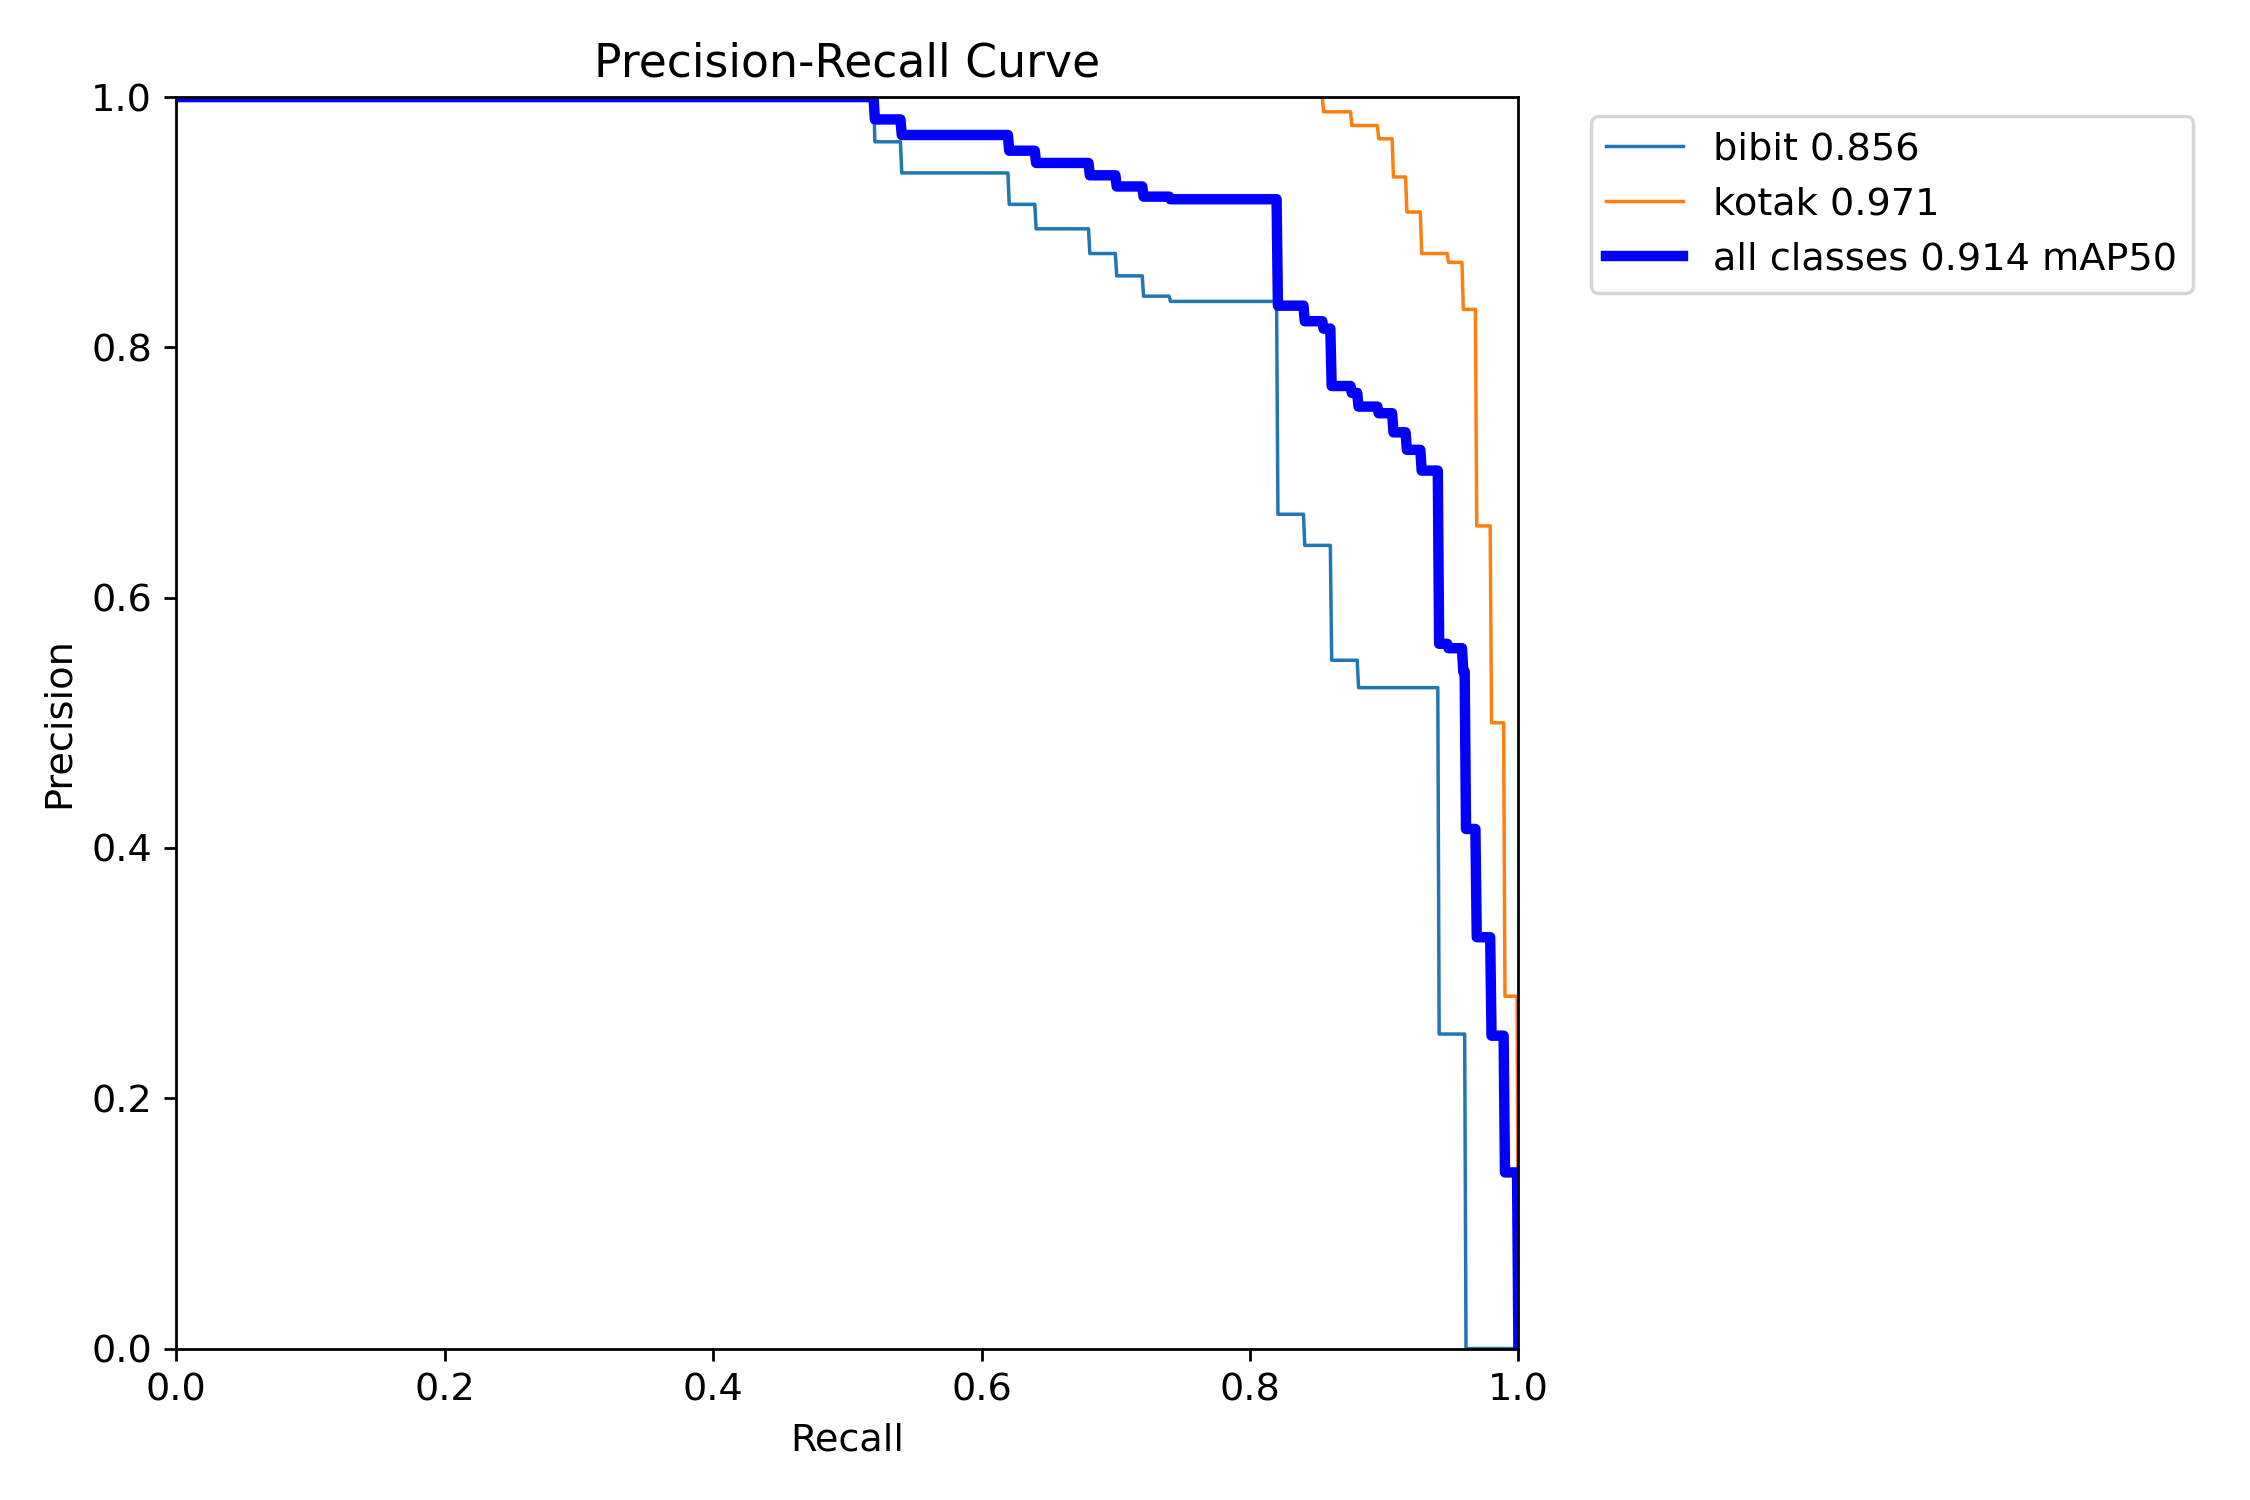 Precision-Recall Curve
1.0
0.8
0.6
0.4
0.2
0.0
Precision
0.0 0.2 0.4 0.6 0.8 1.0
Recall
bibit 0.856
kotak 0.971
all classes 0.914 mAP50